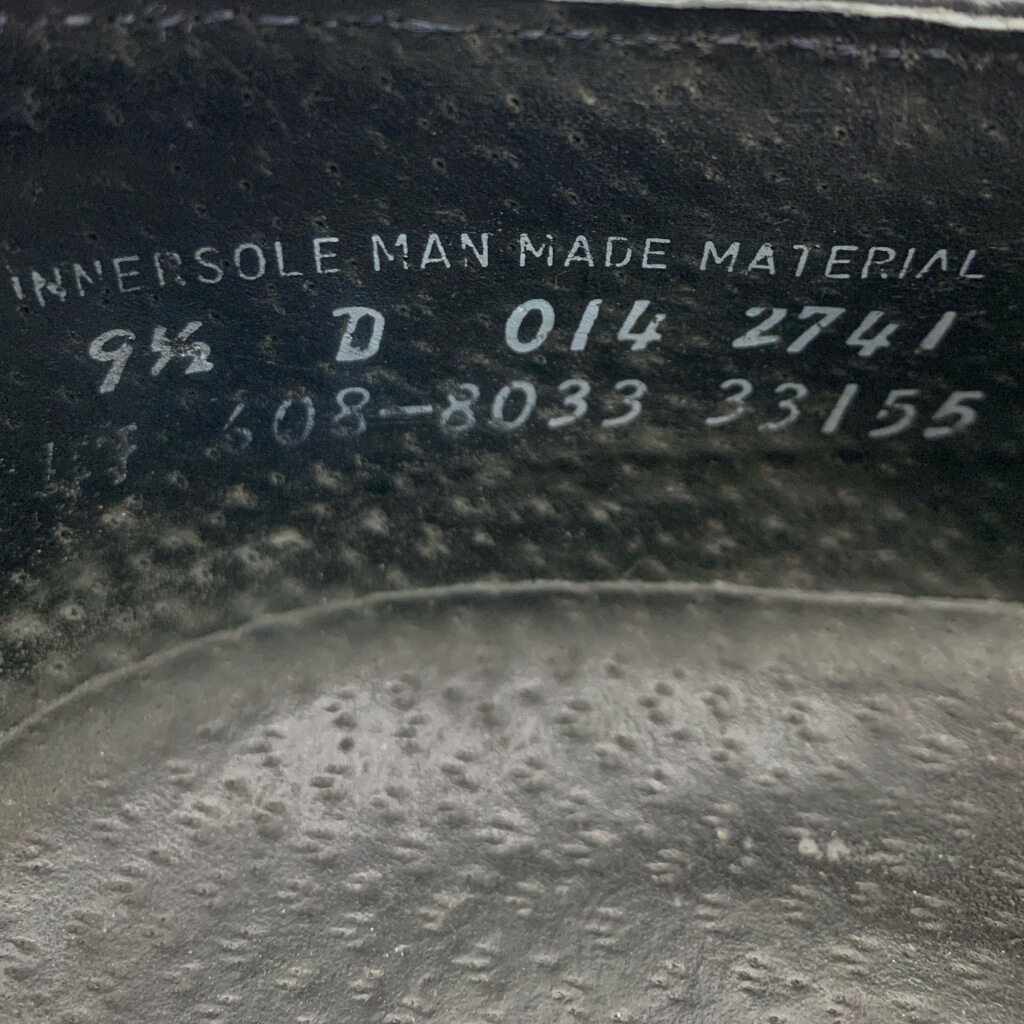 INNERSOLE MAN MADE MATERIAL
9½ D 014 2741
608-8033 33155